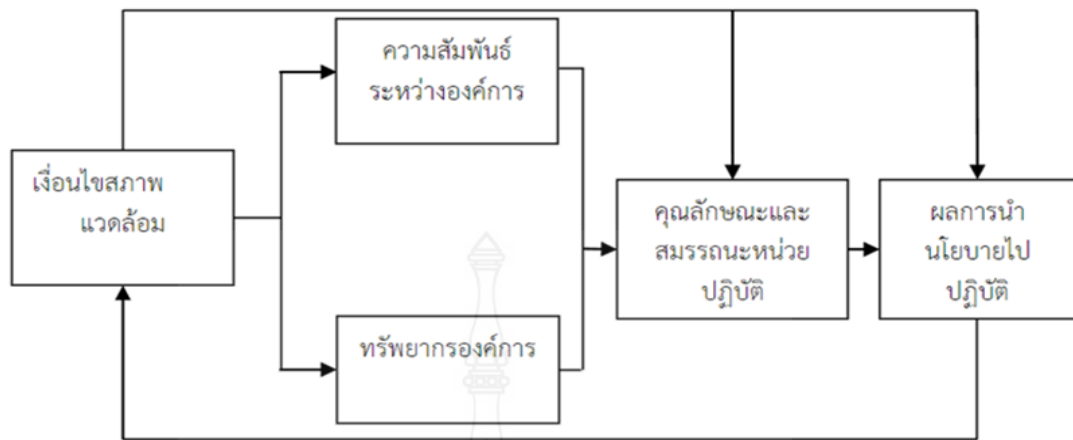 ความสัมพันธ์
ระหว่างองค์การ
เงื่อนไขสภาพ
แวดล้อม
คุณลักษณะและ
สมรรถนะหน่วย
ปฏิบัติ
ผลการนำ
นโยบายไป
ปฏิบัติ
ทรัพยากรองค์การ